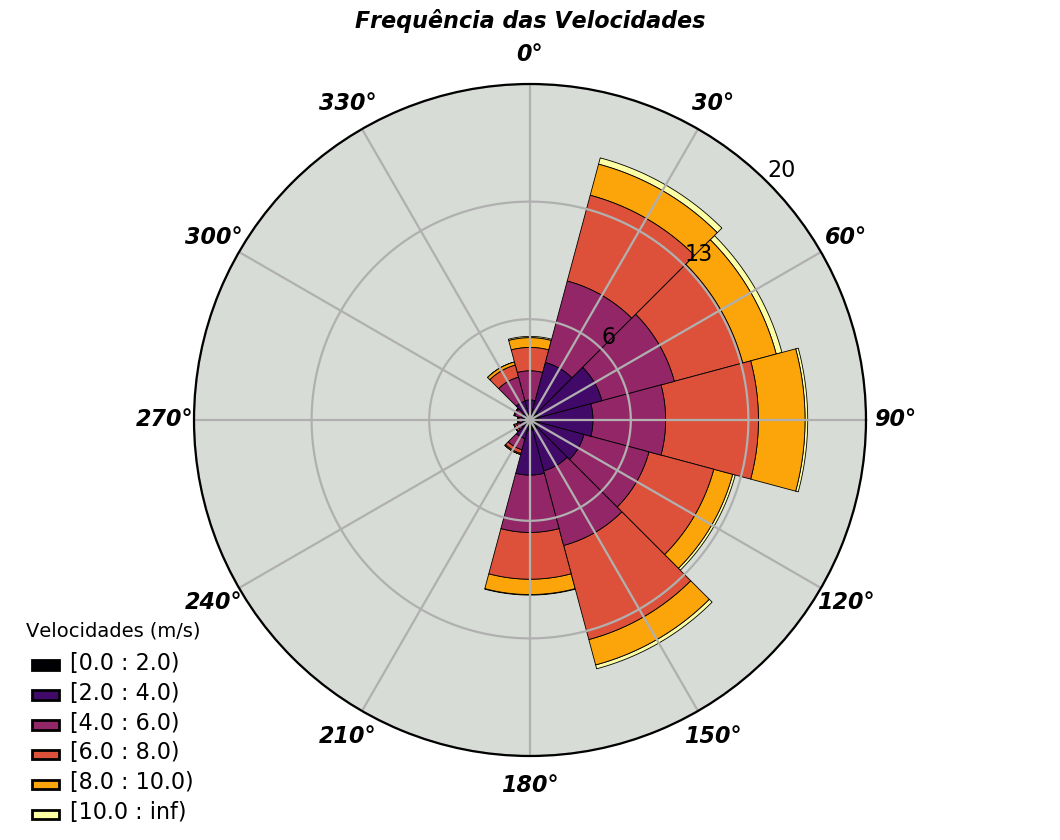 Frequência das Velocidades
0°
330°
30°
20
300°
60°
13
6
270°
90°
240°
120°
210°
150°
180°
Velocidades (m/s)
[0.0 : 2.0)
[2.0 : 4.0)
[4.0 : 6.0)
[6.0 : 8.0)
[8.0 : 10.0)
[10.0 : inf)